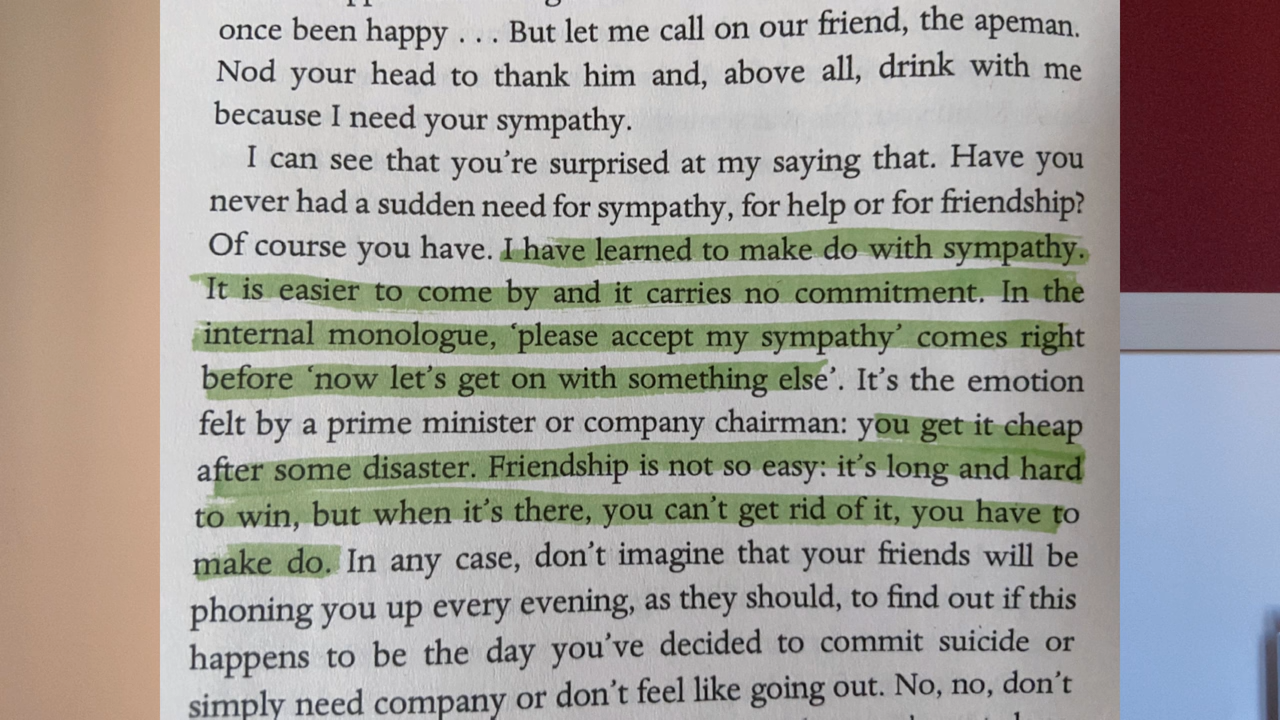 once been happy . . . But let me call on our friend, the apeman.
Nod your head to thank him and, above all, drink with me
because I need your sympathy.
I can see that you're surprised at my saying that. Have you
never had a sudden need for sympathy, for help or for friendship?
Of course you have. I have learned to make do with sympathy.
It is easier to come by and it carries no commitment. In the
internal monologue, ‘please accept my sympathy’ comes right
before ‘now let's get on with something else’. It's the emotion
felt by a prime minister or company chairman: you get it cheap
after some disaster. Friendship is not so easy: it's long and hard
to win, but when it's there, you can't get rid of it, you have to
make do. In any case, don't imagine that your friends will be
phoning you up every evening, as they should, to find out if this
happens to be the day you've decided to commit suicide or
simply need company or don't feel like going out. No, no, don't